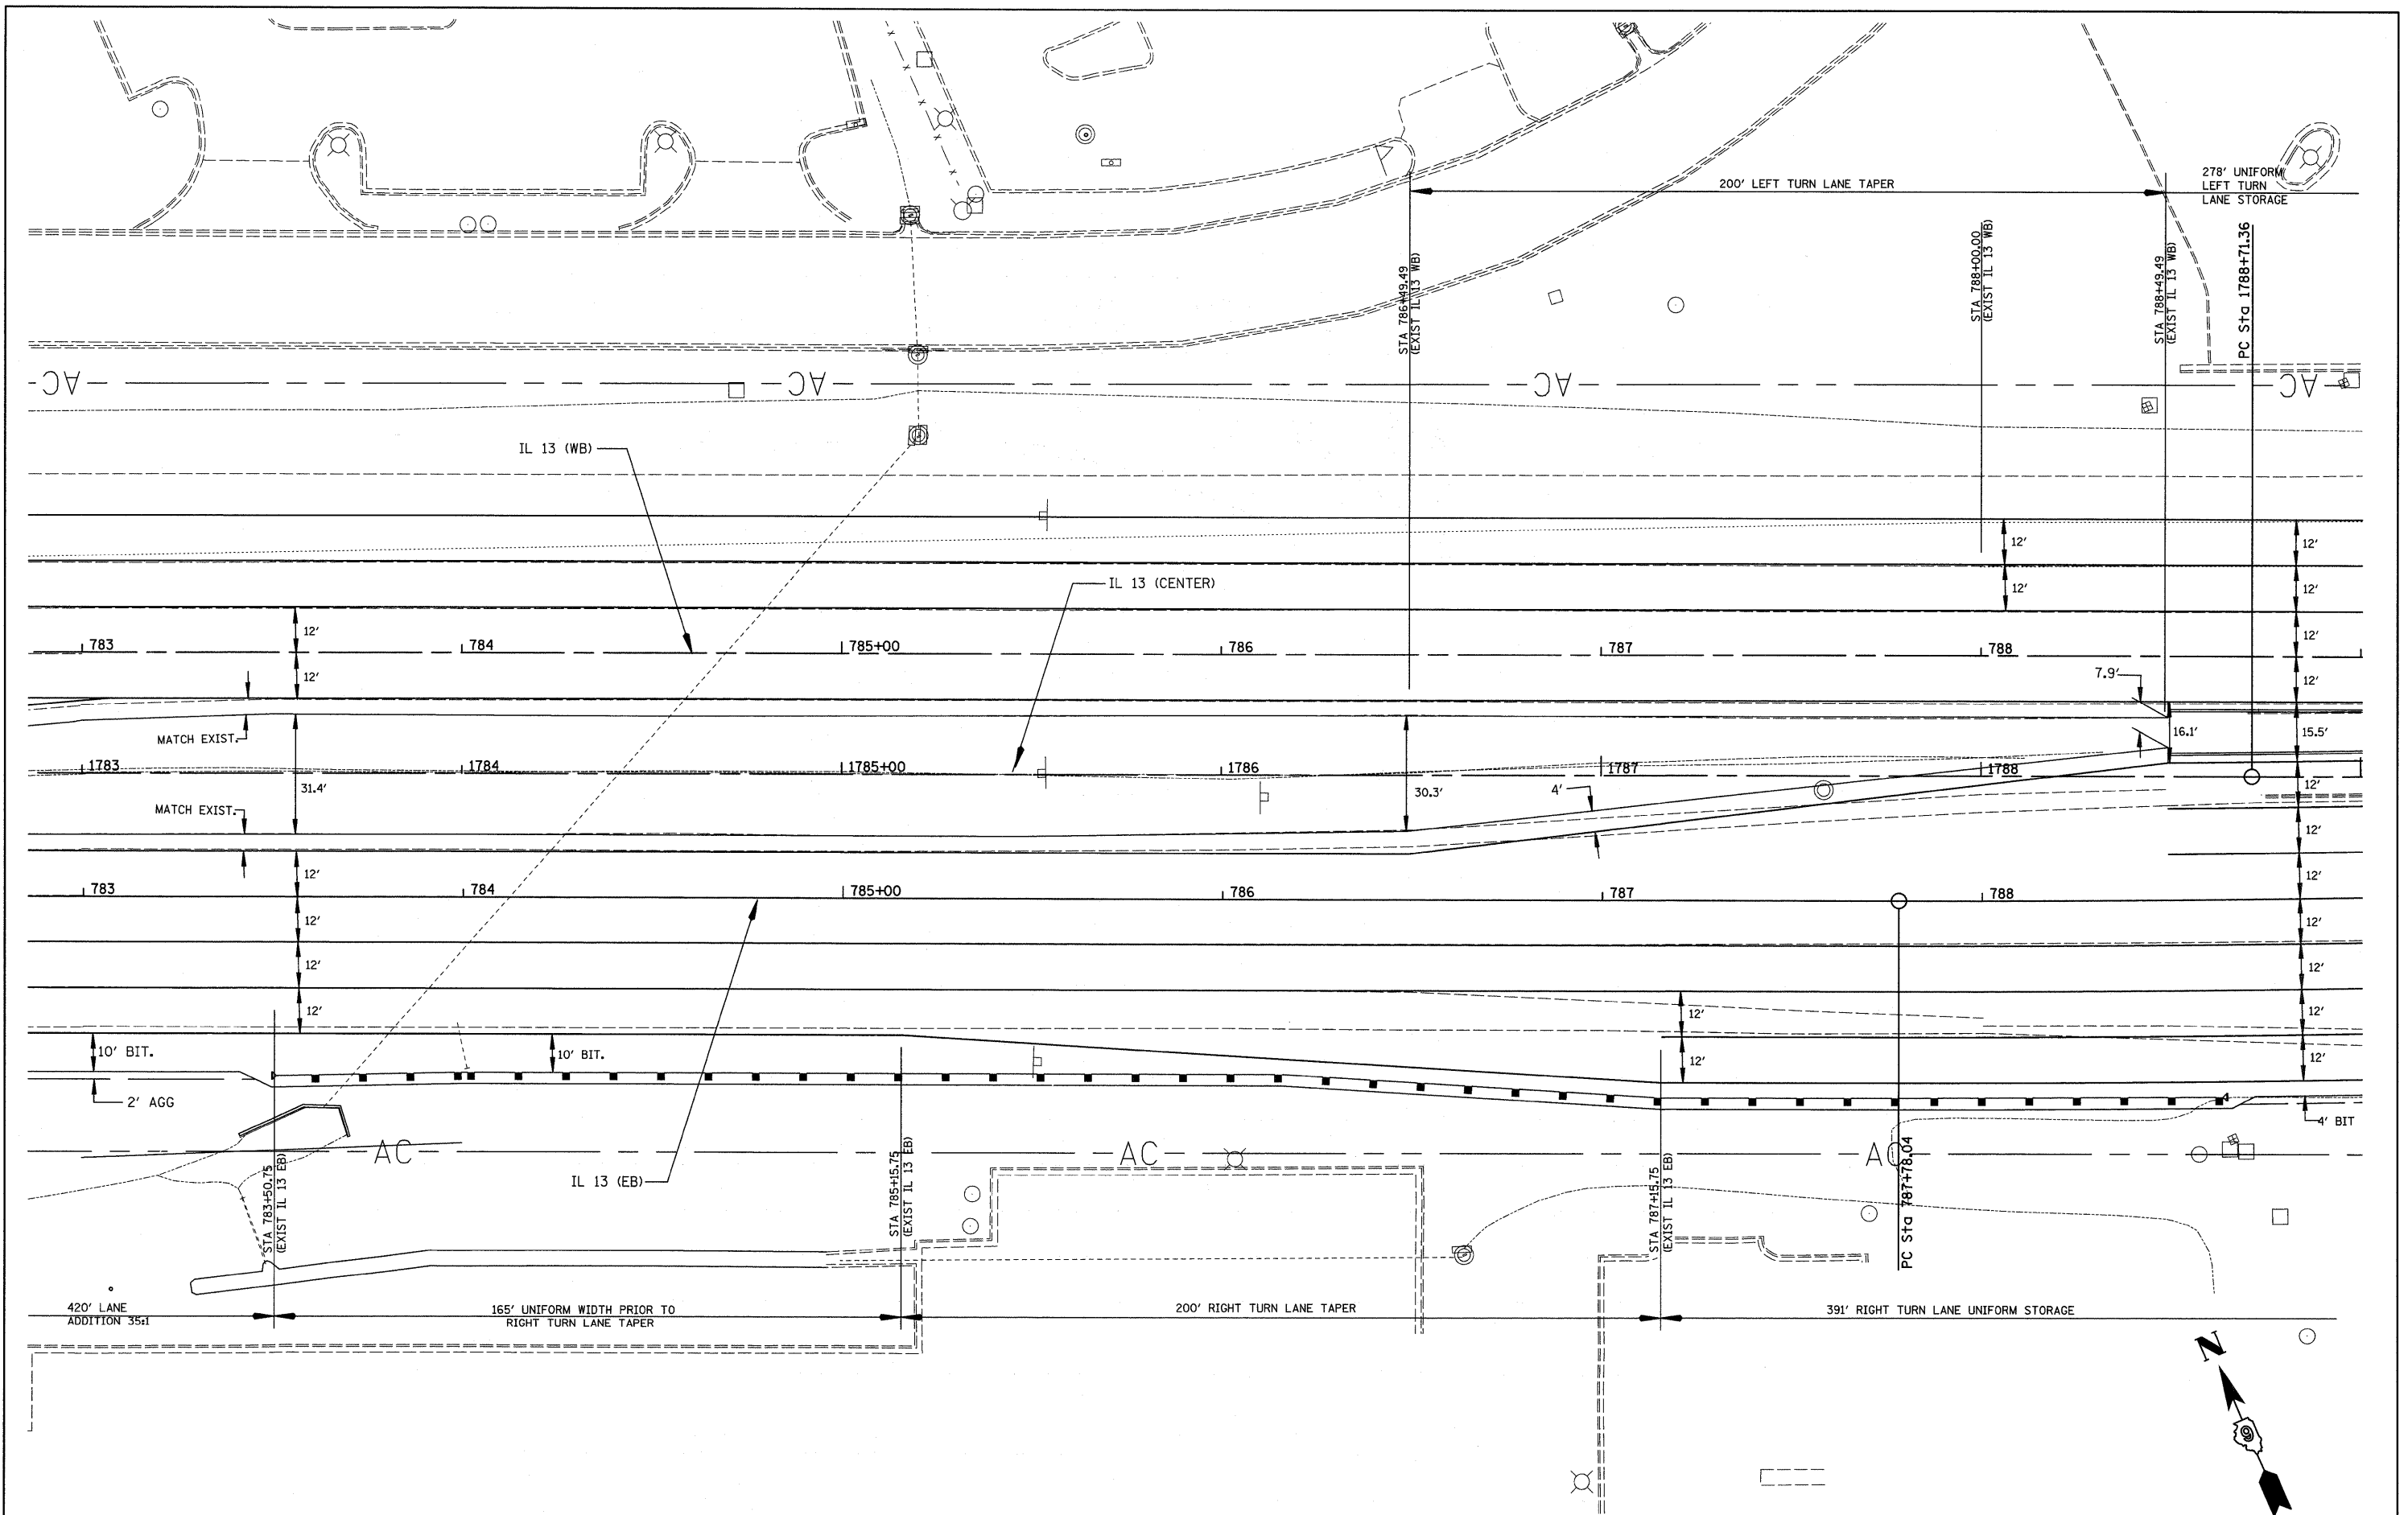 200' LEFT TURN LANE TAPER
278' UNIFORM
LEFT TURN
LANE STORAGE
STA 786+49.49
(EXIST IL 13 WB)
STA 788+00.00
(EXIST IL 13 WB)
STA 788+49.49
(EXIST IL 13 WB)
PC Sta 1788+71.36
AC
AC
AC
AC
IL 13 (WB)
IL 13 (CENTER)
12'
12'
12'
12'
12'
12'
783
784
785+00
786
787
788
12'
12'
7.9'
MATCH EXIST.
16.1'
15.5'
1783
1784
1785+00
1786
1787
1788
31.4'
30.3'
4'
12'
MATCH EXIST.
12'
12'
12'
783
784
785+00
786
787
788
12'
12'
12'
12'
12'
12'
12'
12'
12'
10' BIT.
10' BIT.
2' AGG
4' BIT
AC
AC
AC
IL 13 (EB)
STA 783+50.75
(EXIST IL 13 EB)
STA 785+15.75
(EXIST IL 13 EB)
STA 787+15.75
(EXIST IL 13 EB)
PC Sta 787+78.04
420' LANE
ADDITION 35:1
165' UNIFORM WIDTH PRIOR TO
RIGHT TURN LANE TAPER
200' RIGHT TURN LANE TAPER
391' RIGHT TURN LANE UNIFORM STORAGE
N
9